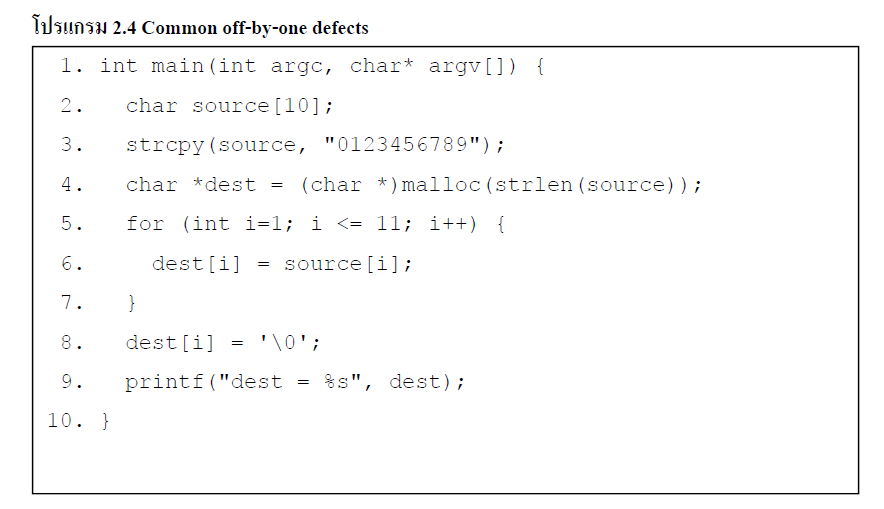 โปรแกรม 2.4 Common off-by-one defects
1. int main(int argc, char* argv[]) {
2. char source[10];
3. strcpy(source, "0123456789");
4. char *dest = (char *)malloc(strlen(source));
5. for (int i=1; i <= 11; i++) {
6. dest[i] = source[i];
7. }
8. dest[i] = '\0';
9. printf("dest = %s", dest);
10. }